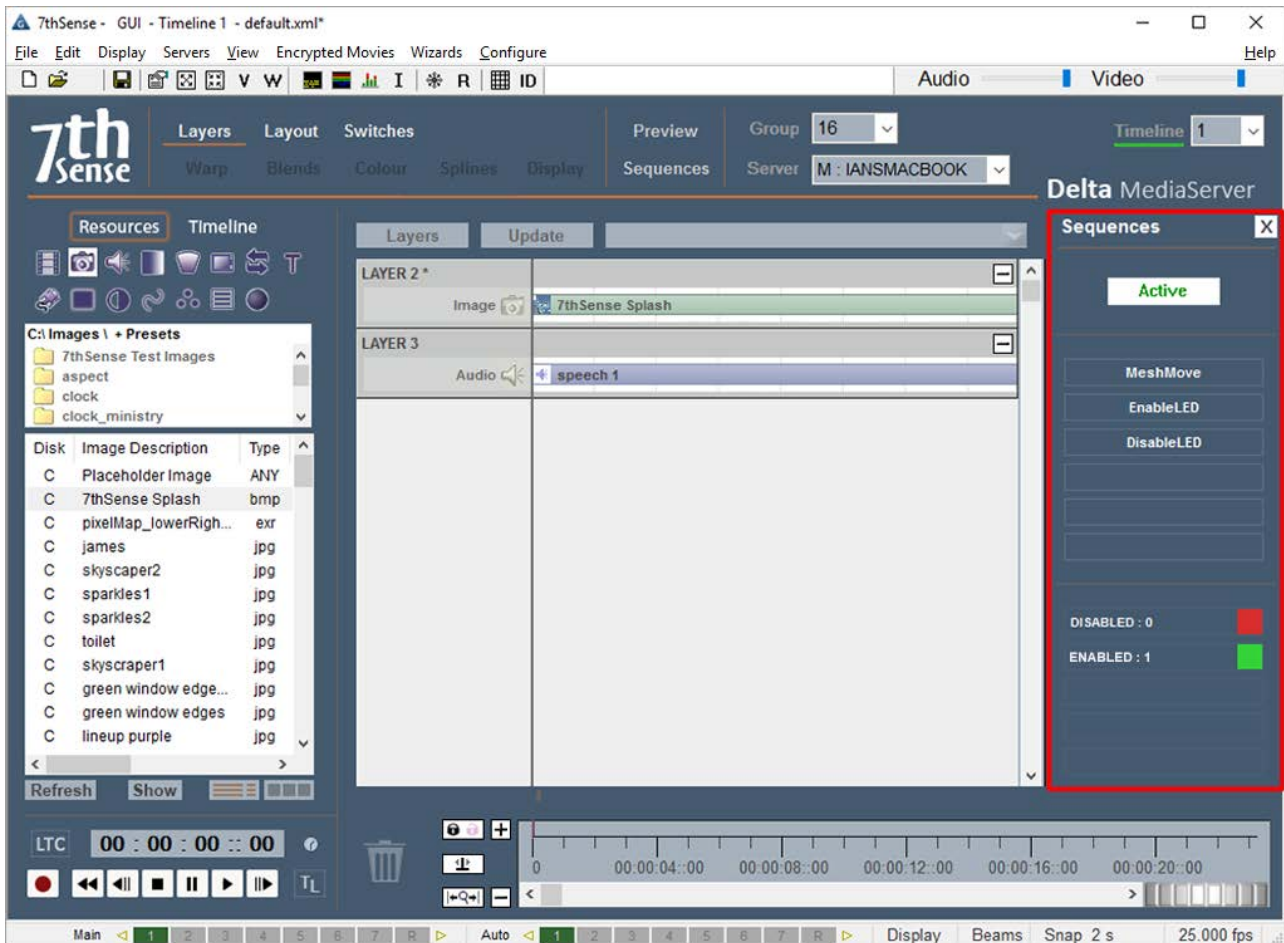 7thSense - GUI - Timeline 1 - default.xml*
File Edit Display Servers View Encrypted Movies Wizards Configure Help
V W I R ID Audio Video
7th Sense
Layers Layout Switches Preview Group 16 Timeline 1
Warp Blends Colour Splines Display Sequences Server M : IANSMACBOOK
Delta MediaServer
Resources Timeline
T
C:\ Images \ + Presets
7thSense Test Images
aspect
clock
clock_ministry
Disk Image Description Type
C Placeholder Image ANY
C 7thSense Splash bmp
C pixelMap_lowerRigh... exr
C james jpg
C skyscaper2 jpg
C sparkles1 jpg
C sparkles2 jpg
C toilet jpg
C skyscraper1 jpg
C green window edge... jpg
C green window edges jpg
C lineup purple jpg
Refresh Show
Layers Update
LAYER 2 *
Image 7thSense Splash
LAYER 3
Audio speech 1
Sequences X
Active
MeshMove
EnableLED
DisableLED
DISABLED : 0
ENABLED : 1
LTC 00 : 00 : 00 :: 00
TL
0 00:00:04::00 00:00:08::00 00:00:12::00 00:00:16::00 00:00:20::00
Main 1 2 3 4 5 6 7 R Auto 1 2 3 4 5 6 7 R Display Beams Snap 2 s 25.000 fps